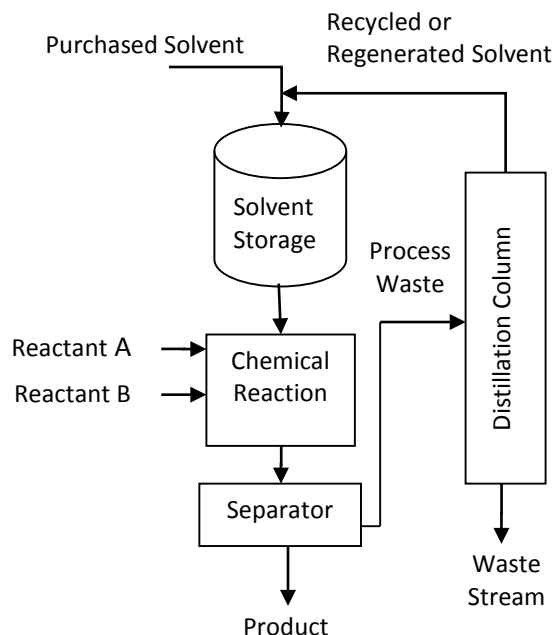 Purchased Solvent
Recycled or
Regenerated Solvent
Solvent
Storage
Process
Waste
Distillation Column
Reactant A
Reactant B
Chemical
Reaction
Separator
Waste
Stream
Product